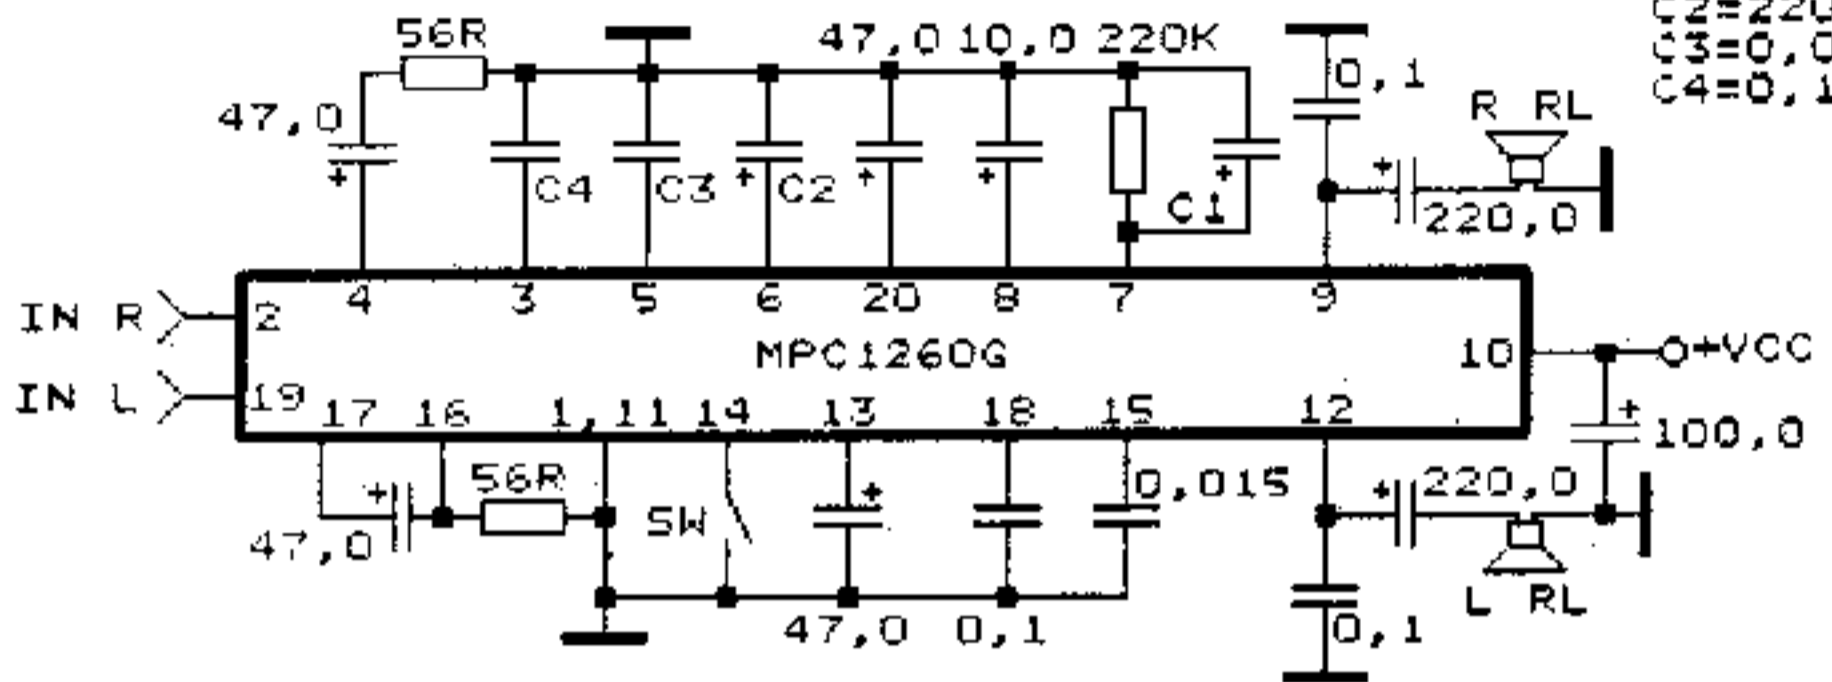 56R
47,0 10,0 220K
C2=220
C3=0,0
C4=0,1
0,1
R RL
47,0
C4
C3
C2
C1
220,0
+
+
+
+
+
+
IN R
2
4
3
5
6
20
8
7
9
MPC1260G
10
+VCC
IN L
19
17
16
1,11
14
13
18
15
12
+
100,0
+
56R
SW
+
0,015
+
220,0
47,0
47,0
0,1
L RL
0,1